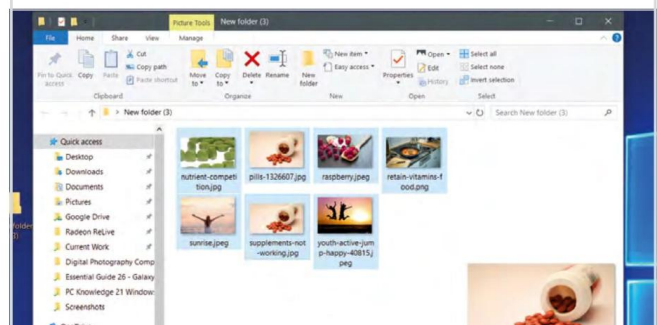 Picture Tools New folder (3)
File Home Share View Manage
Pin to Quick access
Copy
Paste
Cut
Copy path
Paste shortcut
Clipboard
Move to
Copy to
Delete
Rename
Organise
New folder
New item
Easy access
New
Properties
Open
Edit
History
Open
Select all
Select none
Invert selection
Select
New folder (3)
Search New folder (3)
Quick access
Desktop
Downloads
Documents
Pictures
Google Drive
Radeon ReLive
Current Work
Digital Photography Comp
Essential Guide 26 - Galaxy
PC Knowledge 21 Window:
Screenshots
nutrient-competi
tion.jpg
pills-1326607.jpg
raspberry.jpeg
retain-vitamins-f
ood.png
sunrise.jpeg
supplements-not
-working.jpg
youth-active-jum
p-happy-40815.j
peg